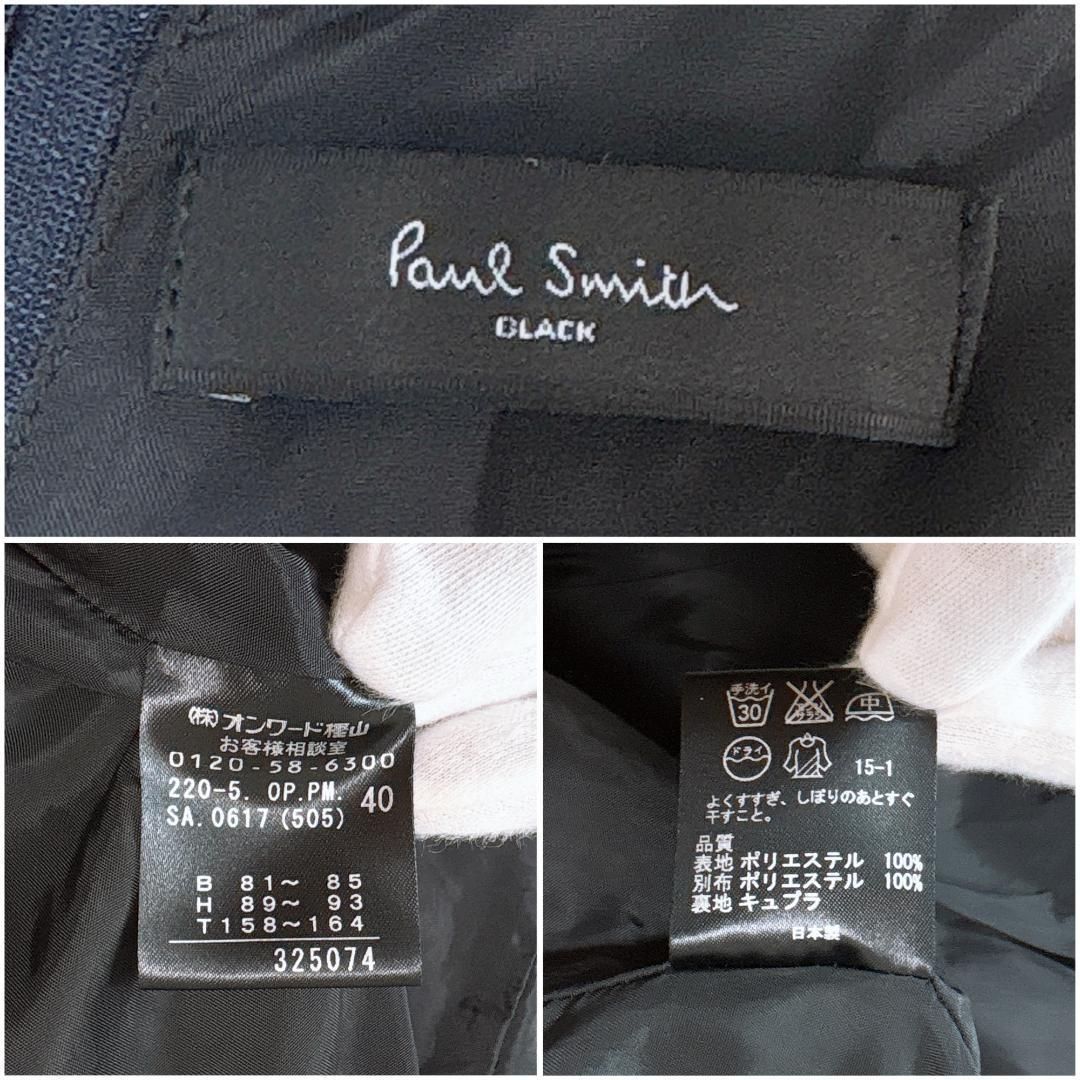 Paul Smith
BLACK
(株)オンワード樫山
お客様相談室
0120-58-6300
220-5. OP.PM. 40
SA.0617 (505)
B 81～ 85
H 89～ 93
T158～164
325074
手洗イ
30
中
ドライ
15-1
よくすすぎ、しぼりのあとすぐ
干すこと。
品質
表地 ポリエステル 100%
別布 ポリエステル 100%
裏地 キュプラ
日本製